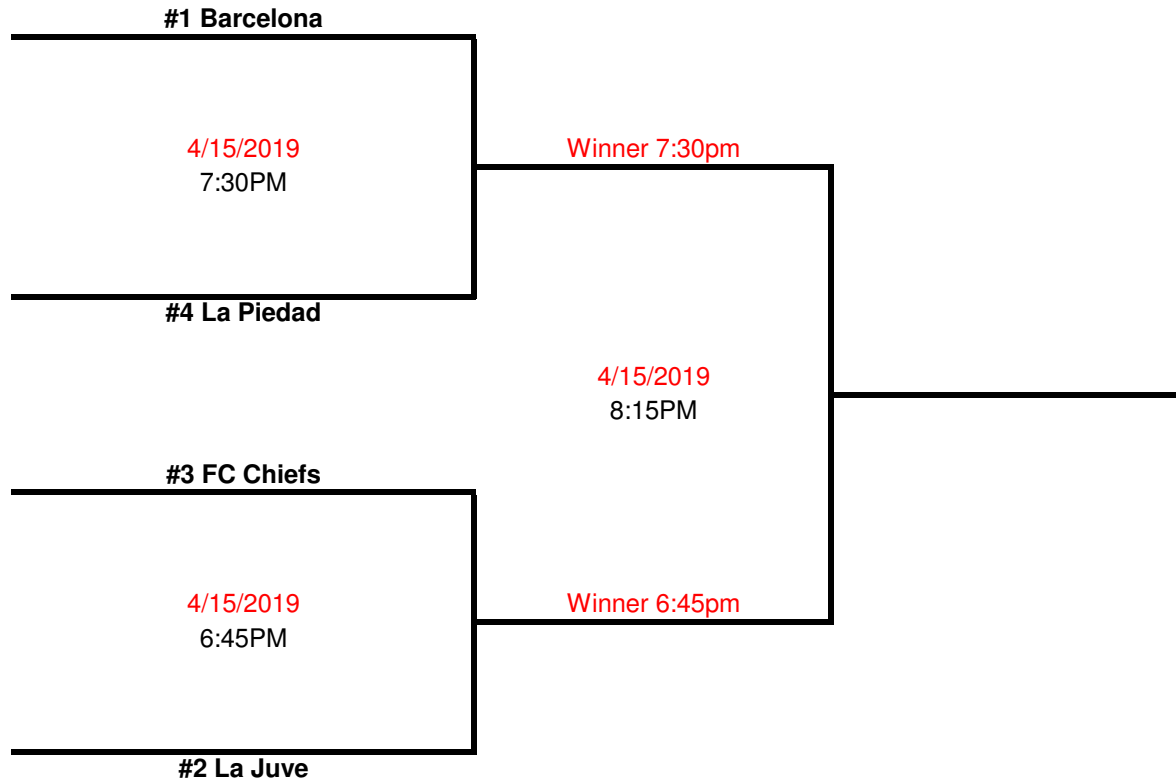 #1 Barcelona
4/15/2019
7:30PM
Winner 7:30pm
#4 La Piedad
4/15/2019
8:15PM
#3 FC Chiefs
4/15/2019
6:45PM
Winner 6:45pm
#2 La Juve